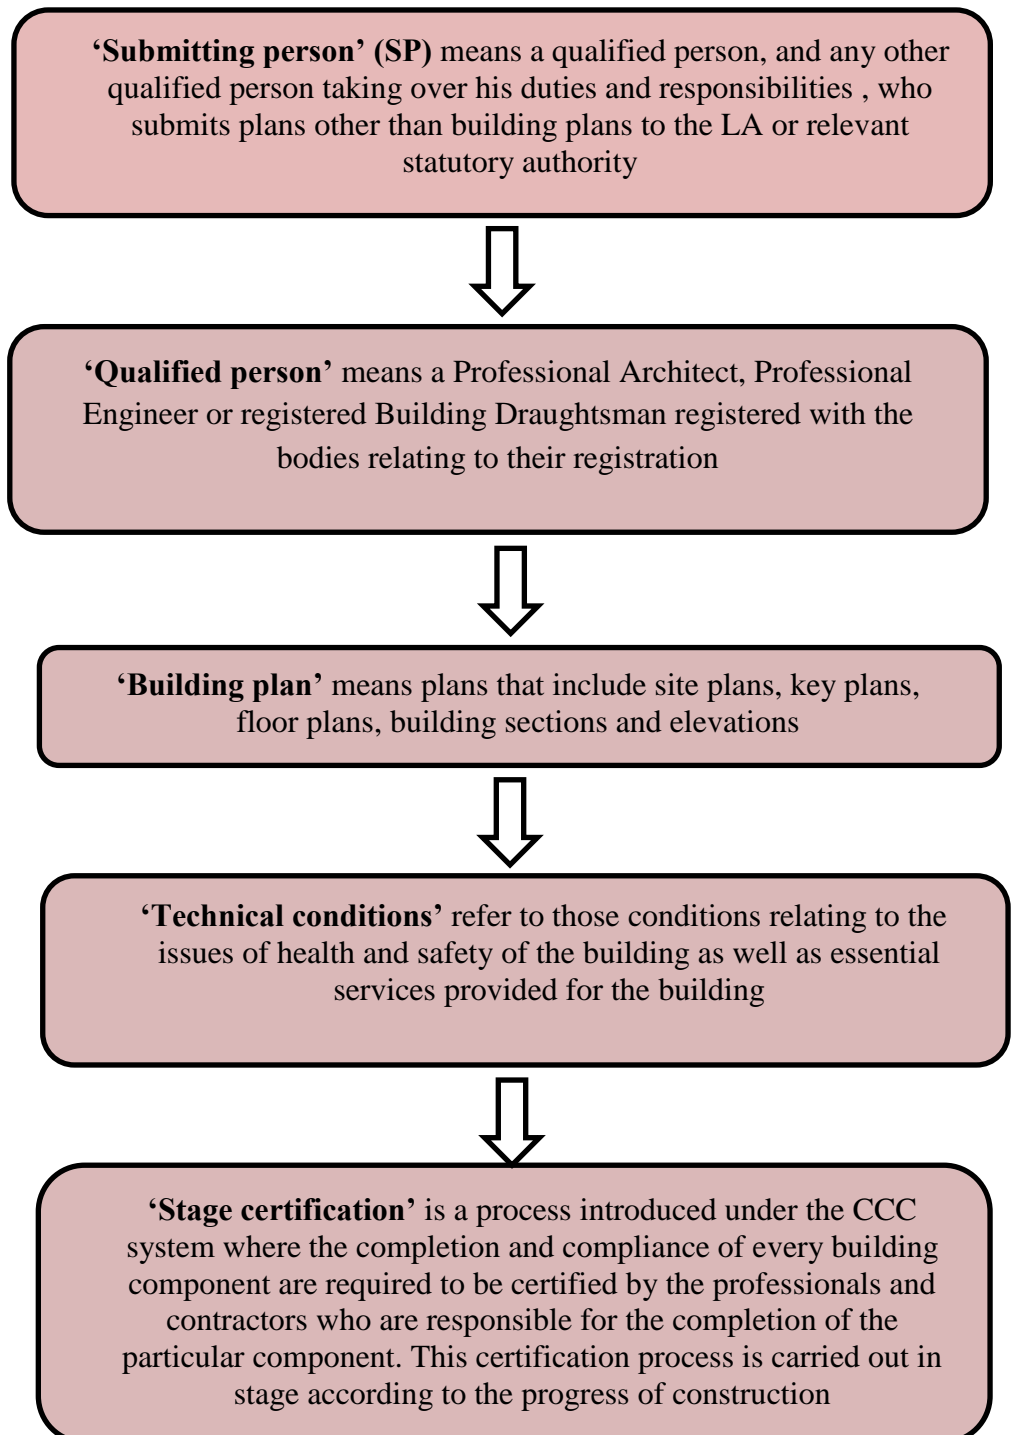 ‘Submitting person’ (SP) means a qualified person, and any other
qualified person taking over his duties and responsibilities , who
submits plans other than building plans to the LA or relevant
statutory authority
‘Qualified person’ means a Professional Architect, Professional
Engineer or registered Building Draughtsman registered with the
bodies relating to their registration
‘Building plan’ means plans that include site plans, key plans,
floor plans, building sections and elevations
‘Technical conditions’ refer to those conditions relating to the
issues of health and safety of the building as well as essential
services provided for the building
‘Stage certification’ is a process introduced under the CCC
system where the completion and compliance of every building
component are required to be certified by the professionals and
contractors who are responsible for the completion of the
particular component. This certification process is carried out in
stage according to the progress of construction